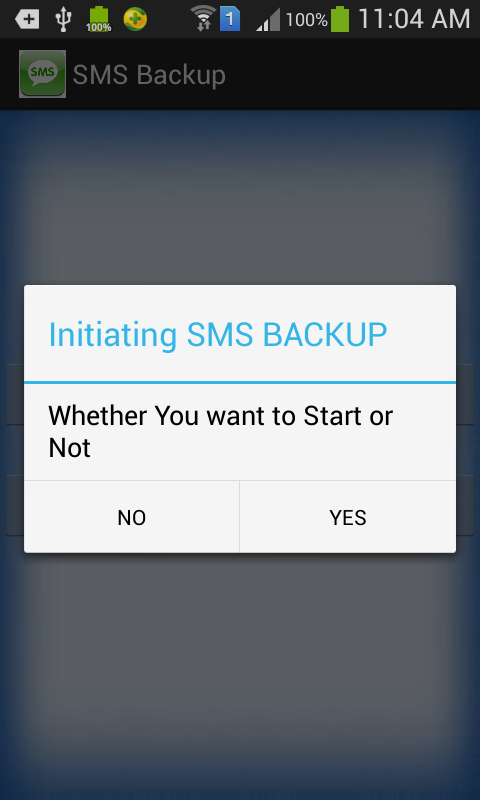 100%
1
100%
11:04 AM
SMS
SMS Backup
Initiating SMS BACKUP
Whether You want to Start or
Not
NO
YES